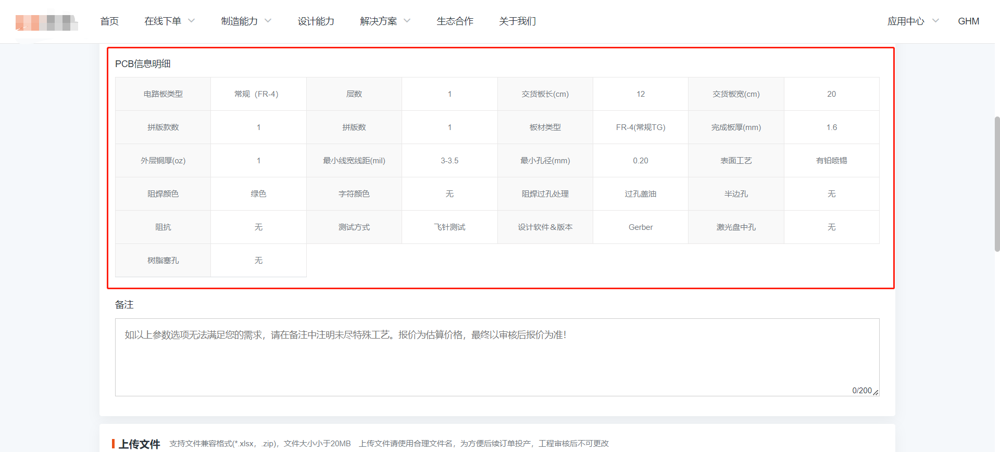 首页 在线下单 制造能力 设计能力 解决方案 生态合作 关于我们 应用中心 GHM
PCB信息明细
电路板类型 常规（FR-4) 层数 1 交货板长(cm) 12 交货板宽(cm) 20
拼版款数 1 拼版数 1 板材类型 FR-4(常规TG) 完成板厚(mm) 1.6
外层铜厚(oz) 1 最小线宽线距(mil) 3-3.5 最小孔径(mm) 0.20 表面工艺 有铅喷锡
阻焊颜色 绿色 字符颜色 无 阻焊过孔处理 过孔盖油 半边孔 无
阻抗 无 测试方式 飞针测试 设计软件＆版本 Gerber 激光盘中孔 无
树脂塞孔 无
备注
如以上参数选项无法满足您的需求，请在备注中注明未尽特殊工艺。报价为估算价格，最终以审核后报价为准！
0/200
上传文件 支持文件兼容格式(*.xlsx，.zip)，文件大小小于20MB 上传文件请使用合理文件名，为方便后续订单投产，工程审核后不可更改